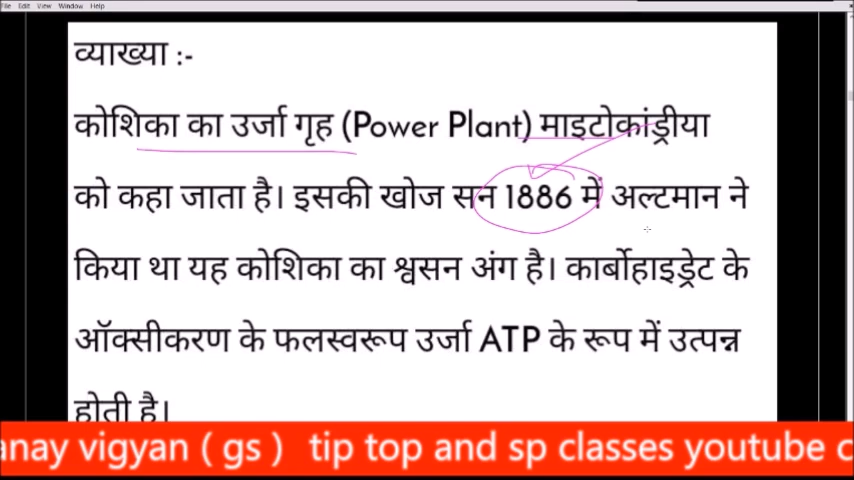 File Edit View Window Help
व्याख्या :-
कोशिका का उर्जा गृह (Power Plant) माइटोकांड्रीया
को कहा जाता है। इसकी खोज सन 1886 में अल्टमान ने
किया था यह कोशिका का श्वसन अंग है। कार्बोहाइड्रेट के
ऑक्सीकरण के फलस्वरूप उर्जा ATP के रूप में उत्पन्न
होती है।
anay vigyan ( gs ) tip top and sp classes youtube c